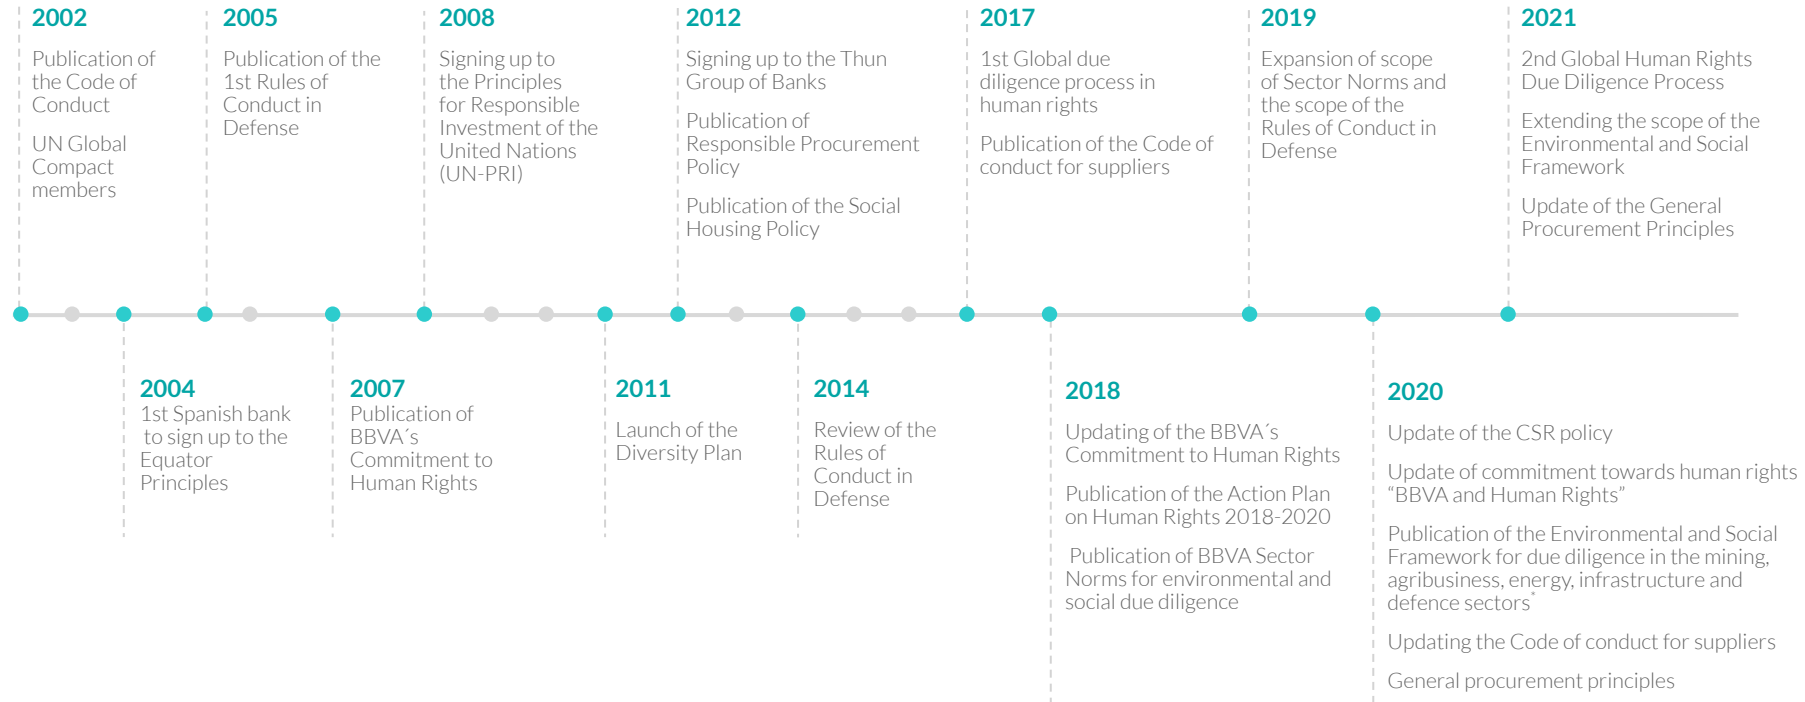 2002
Publication of
the Code of
Conduct
UN Global
Compact
members
2005
Publication of the
1st Rules of
Conduct in
Defense
2008
Signing up to
the Principles
for Responsible
Investment of the
United Nations
(UN-PRI)
2012
Signing up to the Thun
Group of Banks
Publication of
Responsible Procurement
Policy
Publication of the Social
Housing Policy
2017
1st Global due
diligence process in
human rights
Publication of the Code of
conduct for suppliers
2019
Expansion of scope
of Sector Norms and
the scope of the
Rules of Conduct in
Defense
2021
2nd Global Human Rights
Due Diligence Process
Extending the scope of the
Environmental and Social
Framework
Update of the General
Procurement Principles
2004
1st Spanish bank
to sign up to the
Equator
Principles
2007
Publication of
BBVA´s
Commitment to
Human Rights
2011
Launch of the
Diversity Plan
2014
Review of the
Rules of
Conduct in
Defense
2018
Updating of the BBVA´s
Commitment to Human Rights
Publication of the Action Plan
on Human Rights 2018-2020
Publication of BBVA Sector
Norms for environmental and
social due diligence
2020
Update of the CSR policy
Update of commitment towards human rights
“BBVA and Human Rights”
Publication of the Environmental and Social
Framework for due diligence in the mining,
agribusiness, energy, infrastructure and
defence sectors*
Updating the Code of conduct for suppliers
General procurement principles